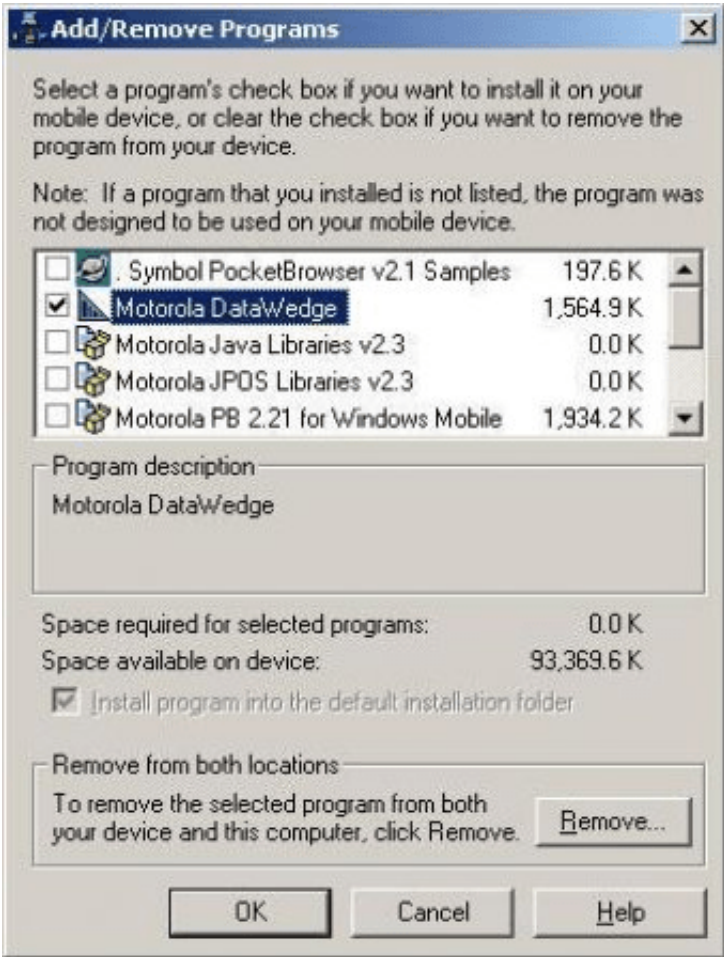 Add/Remove Programs
Select a program's check box if you want to install it on your
mobile device, or clear the check box if you want to remove the
program from your device.
Note: If a program that you installed is not listed, the program was
not designed to be used on your mobile device.
. Symbol PocketBrowser v2.1 Samples 197.6 K
Motorola DataWedge 1,564.9 K
Motorola Java Libraries v2.3 0.0 K
Motorola JPOS Libraries v2.3 0.0 K
Motorola PB 2.21 for Windows Mobile 1,934.2 K
Program description
Motorola DataWedge
Space required for selected programs: 0.0 K
Space available on device: 93,369.6 K
Install program into the default installation folder
Remove from both locations
To remove the selected program from both
your device and this computer, click Remove.
Remove...
OK Cancel Help